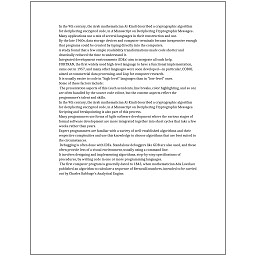 In the 9th century, the Arab mathematician Al-Kindi described a cryptographic algorithm
for deciphering encrypted code, in A Manuscript on Deciphering Cryptographic Messages.
Many applications use a mix of several languages in their construction and use.
By the late 1960s, data storage devices and computer terminals became inexpensive enough
that programs could be created by typing directly into the computers.
A study found that a few simple readability transformations made code shorter and
drastically reduced the time to understand it.
Integrated development environments (IDEs) aim to integrate all such help.
FORTRAN, the first widely used high-level language to have a functional implementation,
came out in 1957, and many other languages were soon developed—in particular, COBOL
aimed at commercial data processing, and Lisp for computer research.
It is usually easier to code in "high-level" languages than in "low-level" ones.
Some of these factors include:
The presentation aspects of this (such as indents, line breaks, color highlighting, and so on)
are often handled by the source code editor, but the content aspects reflect the
programmer's talent and skills.
In the 9th century, the Arab mathematician Al-Kindi described a cryptographic algorithm
for deciphering encrypted code, in A Manuscript on Deciphering Cryptographic Messages.
Debugging and investigating is also part of this process.
Many programmers use forms of Agile software development where the various stages of
formal software development are more integrated together into short cycles that take a few
weeks rather than years.
Expert programmers are familiar with a variety of well-established algorithms and their
respective complexities and use this knowledge to choose algorithms that are best suited to
the circumstances.
Debugging is often done with IDEs. Standalone debuggers like GDB are also used, and these
often provide less of a visual environment, usually using a command line.
It involves designing and implementing algorithms, step-by-step specifications of
procedures, by writing code in one or more programming languages.
The first computer program is generally dated to 1843, when mathematician Ada Lovelace
published an algorithm to calculate a sequence of Bernoulli numbers, intended to be carried
out by Charles Babbage's Analytical Engine.